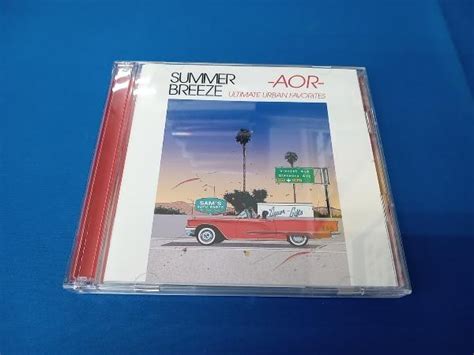 SUMMER
BREEZE
-AOR-
ULTIMATE URBAN FAVORITES
SAM'S